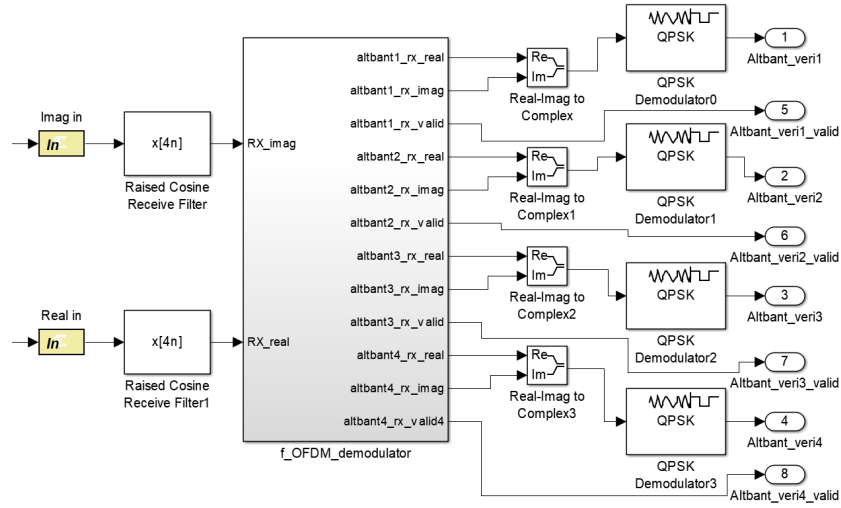 Imag in
In
x[4n]
Raised Cosine
Receive Filter
Real in
In
x[4n]
Raised Cosine
Receive Filter1
RX_imag
RX_real
altbant1_rx_real
altbant1_rx_imag
altbant1_rx_valid
altbant2_rx_real
altbant2_rx_imag
altbant2_rx_valid
altbant3_rx_real
altbant3_rx_imag
altbant3_rx_valid
altbant4_rx_real
altbant4_rx_imag
altbant4_rx_valid4
f_OFDM_demodulator
Re
Im
Real-Imag to
Complex
Re
Im
Real-Imag to
Complex1
Re
Im
Real-Imag to
Complex2
Re
Im
Real-Imag to
Complex3
QPSK
QPSK
Demodulator0
QPSK
QPSK
Demodulator1
QPSK
QPSK
Demodulator2
QPSK
QPSK
Demodulator3
1
Altbant_veri1
5
Altbant_veri1_valid
2
Altbant_veri2
6
Altbant_veri2_valid
3
Altbant_veri3
7
Altbant_veri3_valid
4
Altbant_veri4
8
Altbant_veri4_valid